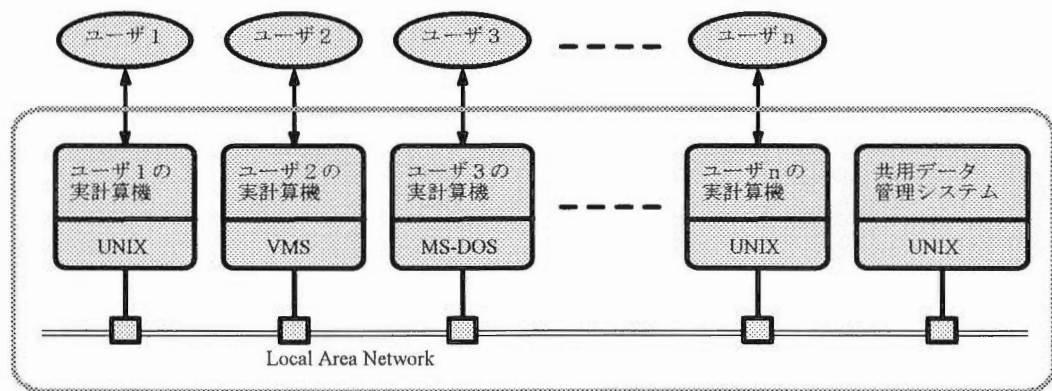 ユーザ1
ユーザ2
ユーザ3
ユーザn
ユーザ1の
実計算機
ユーザ2の
実計算機
ユーザ3の
実計算機
ユーザnの
実計算機
共用データ
管理システム
UNIX
VMS
MS-DOS
UNIX
UNIX
Local Area Network